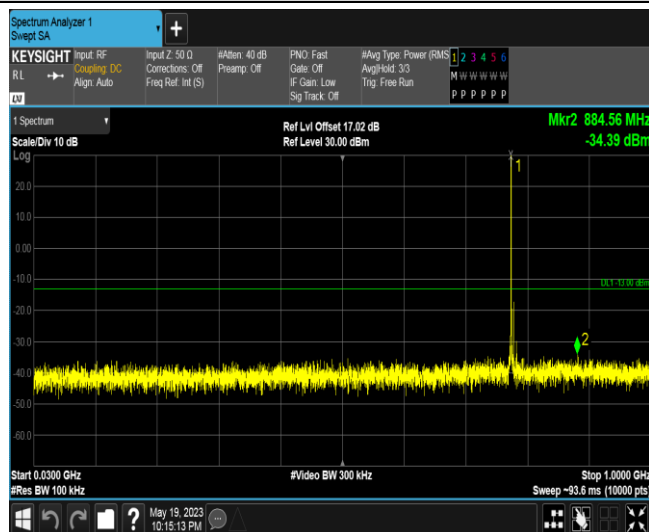 Spectrum Analyzer 1
Swept SA
+
KEYSIGHT Input: RF Input Z: 50 Ω #Atten: 40 dB PNO: Fast #Avg Type: Power (RMS 1 2 3 4 5 6
RL Coupling: DC Corrections: Off Preamp: Off Gate: Off Avg|Hold: 3/3 M W W W W W
Align: Auto Freq Ref: Int (S) IF Gain: Low Trig: Free Run
Sig Track: Off P P P P P P
LXI
1 Spectrum Ref Lvl Offset 17.02 dB Mkr2 884.56 MHz
Scale/Div 10 dB Ref Level 30.00 dBm -34.39 dBm
Log
1
20.0
10.0
0.00
-10.0
DL1 -13.00 dBm
-20.0
-30.0
2
-40.0
-50.0
-60.0
Start 0.0300 GHz #Video BW 300 kHz Stop 1.0000 GHz
#Res BW 100 kHz Sweep ~93.6 ms (10000 pts)
? May 19, 2023
10:15:13 PM